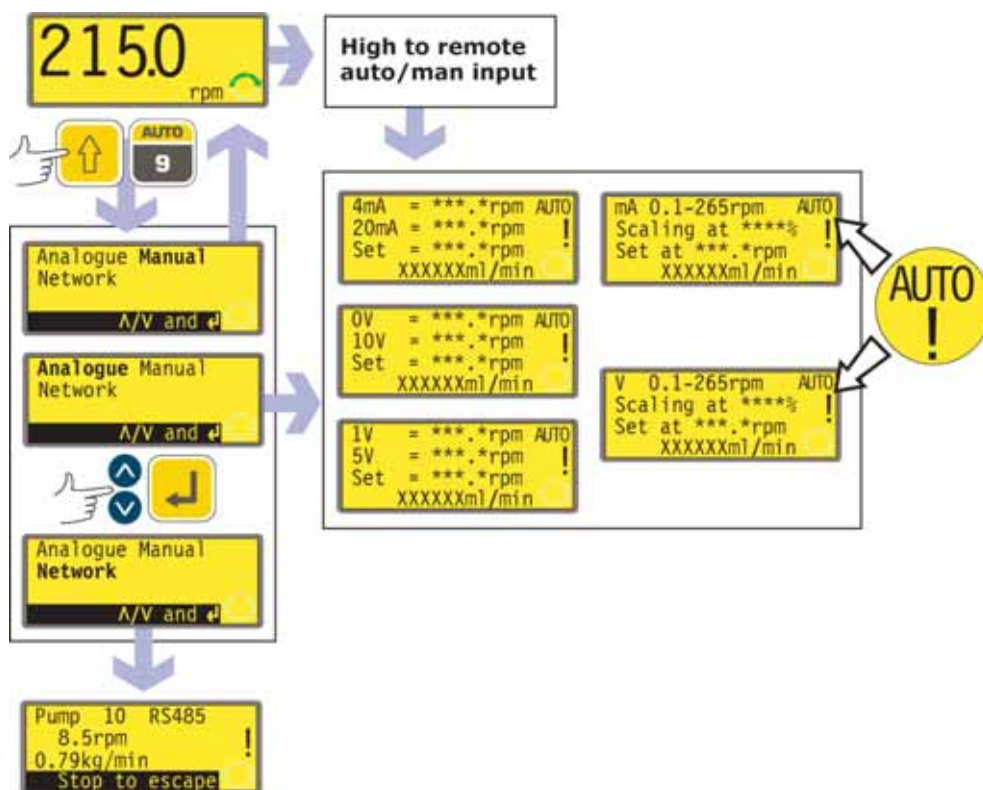 215.0
rpm
High to remote
auto/man input
AUTO
9
Analogue Manual
Network
Λ/V and ↲
Analogue Manual
Network
Λ/V and ↲
Analogue Manual
Network
Λ/V and ↲
Pump 10 RS485
8.5rpm !
0.79kg/min
Stop to escape
4mA = ***.*rpm AUTO
20mA = ***.*rpm !
Set = ***.*rpm
XXXXXXml/min
0V = ***.*rpm AUTO
10V = ***.*rpm !
Set = ***.*rpm
XXXXXXml/min
1V = ***.*rpm AUTO
5V = ***.*rpm !
Set = ***.*rpm
XXXXXXml/min
mA 0.1-265rpm AUTO
Scaling at ****% !
Set at ***.*rpm
XXXXXXml/min
V 0.1-265rpm AUTO
Scaling at ****% !
Set at ***.*rpm
XXXXXXml/min
AUTO
!